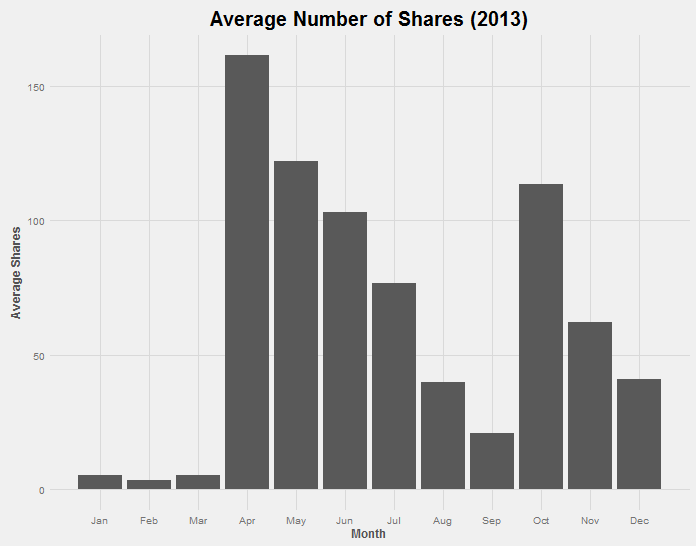 Average Number of Shares (2013)
Average Shares
150
100
50
0
Jan Feb Mar Apr May Jun Jul Aug Sep Oct Nov Dec
Month